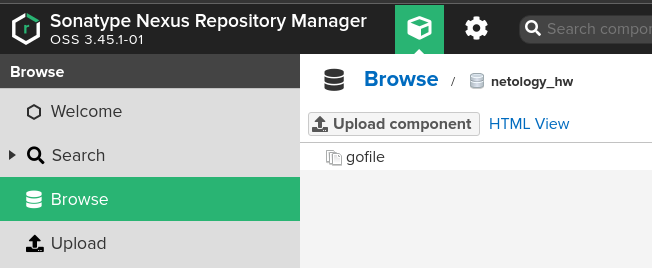 Sonatype Nexus Repository Manager
OSS 3.45.1-01
Search compo
Browse
Welcome
Search
Browse
Upload
Browse / netology_hw
Upload component HTML View
gofile